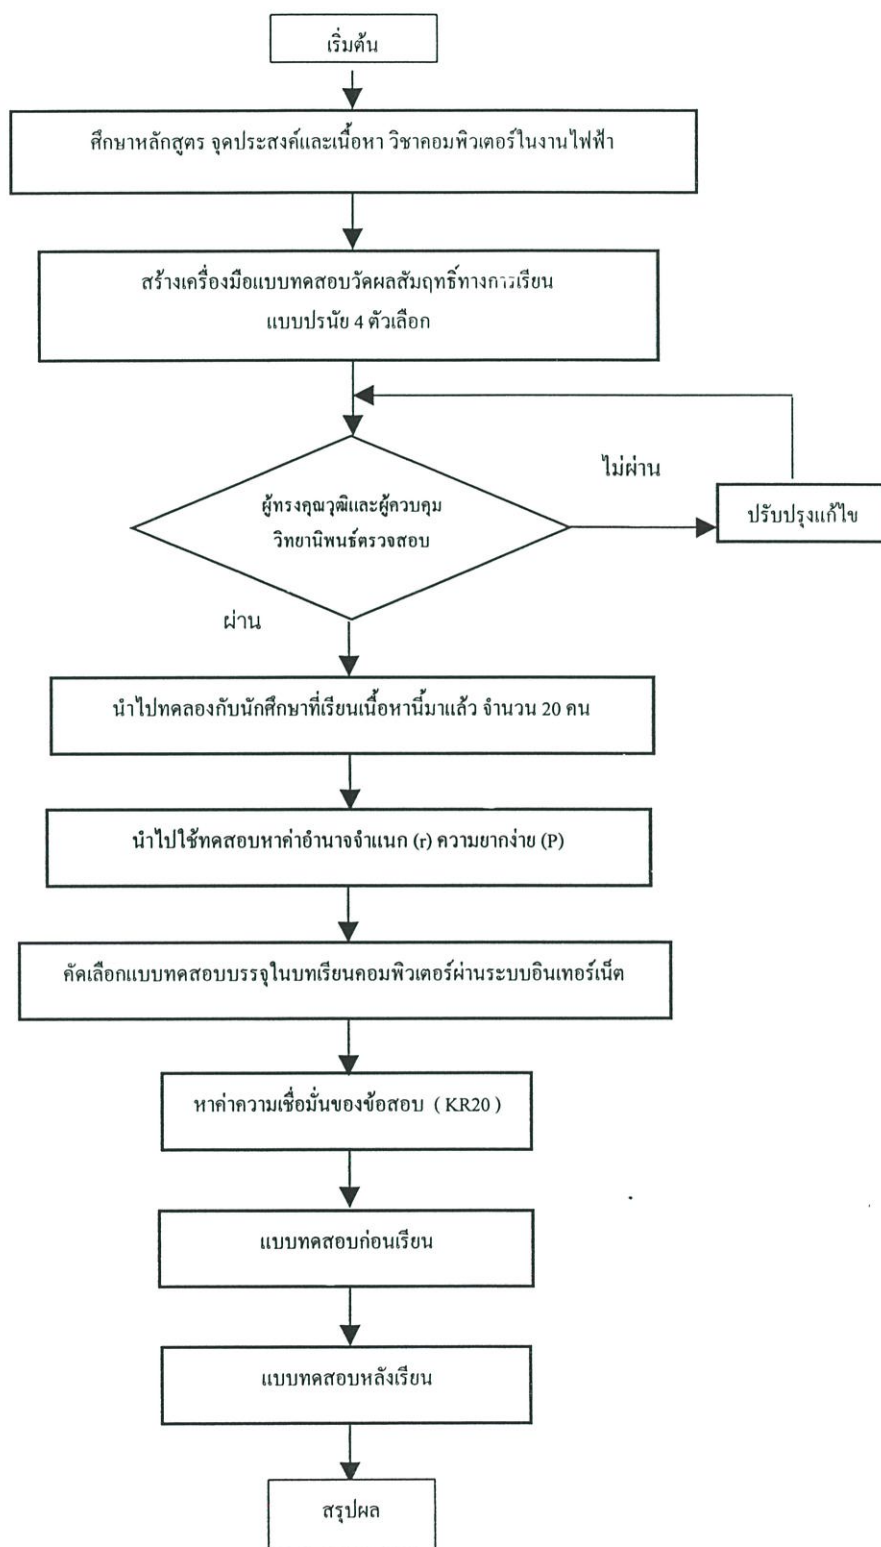 เริ่มต้น
ศึกษาหลักสูตร จุดประสงค์และเนื้อหา วิชาคอมพิวเตอร์ในงานไฟฟ้า
สร้างเครื่องมือแบบทดสอบวัดผลสัมฤทธิ์ทางการเรียน
แบบปรนัย 4 ตัวเลือก
ไม่ผ่าน
ผู้ทรงคุณวุฒิและผู้ควบคุม
วิทยานิพนธ์ตรวจสอบ
ปรับปรุงแก้ไข
ผ่าน
นำไปทดลองกับนักศึกษาที่เรียนเนื้อหานี้มาแล้ว จำนวน 20 คน
นำไปใช้ทดสอบหาค่าอำนาจจำแนก (r) ความยากง่าย (P)
คัดเลือกแบบทดสอบบรรจุในบทเรียนคอมพิวเตอร์ผ่านระบบอินเทอร์เน็ต
หาค่าความเชื่อมั่นของข้อสอบ ( KR20 )
แบบทดสอบก่อนเรียน
แบบทดสอบหลังเรียน
สรุปผล